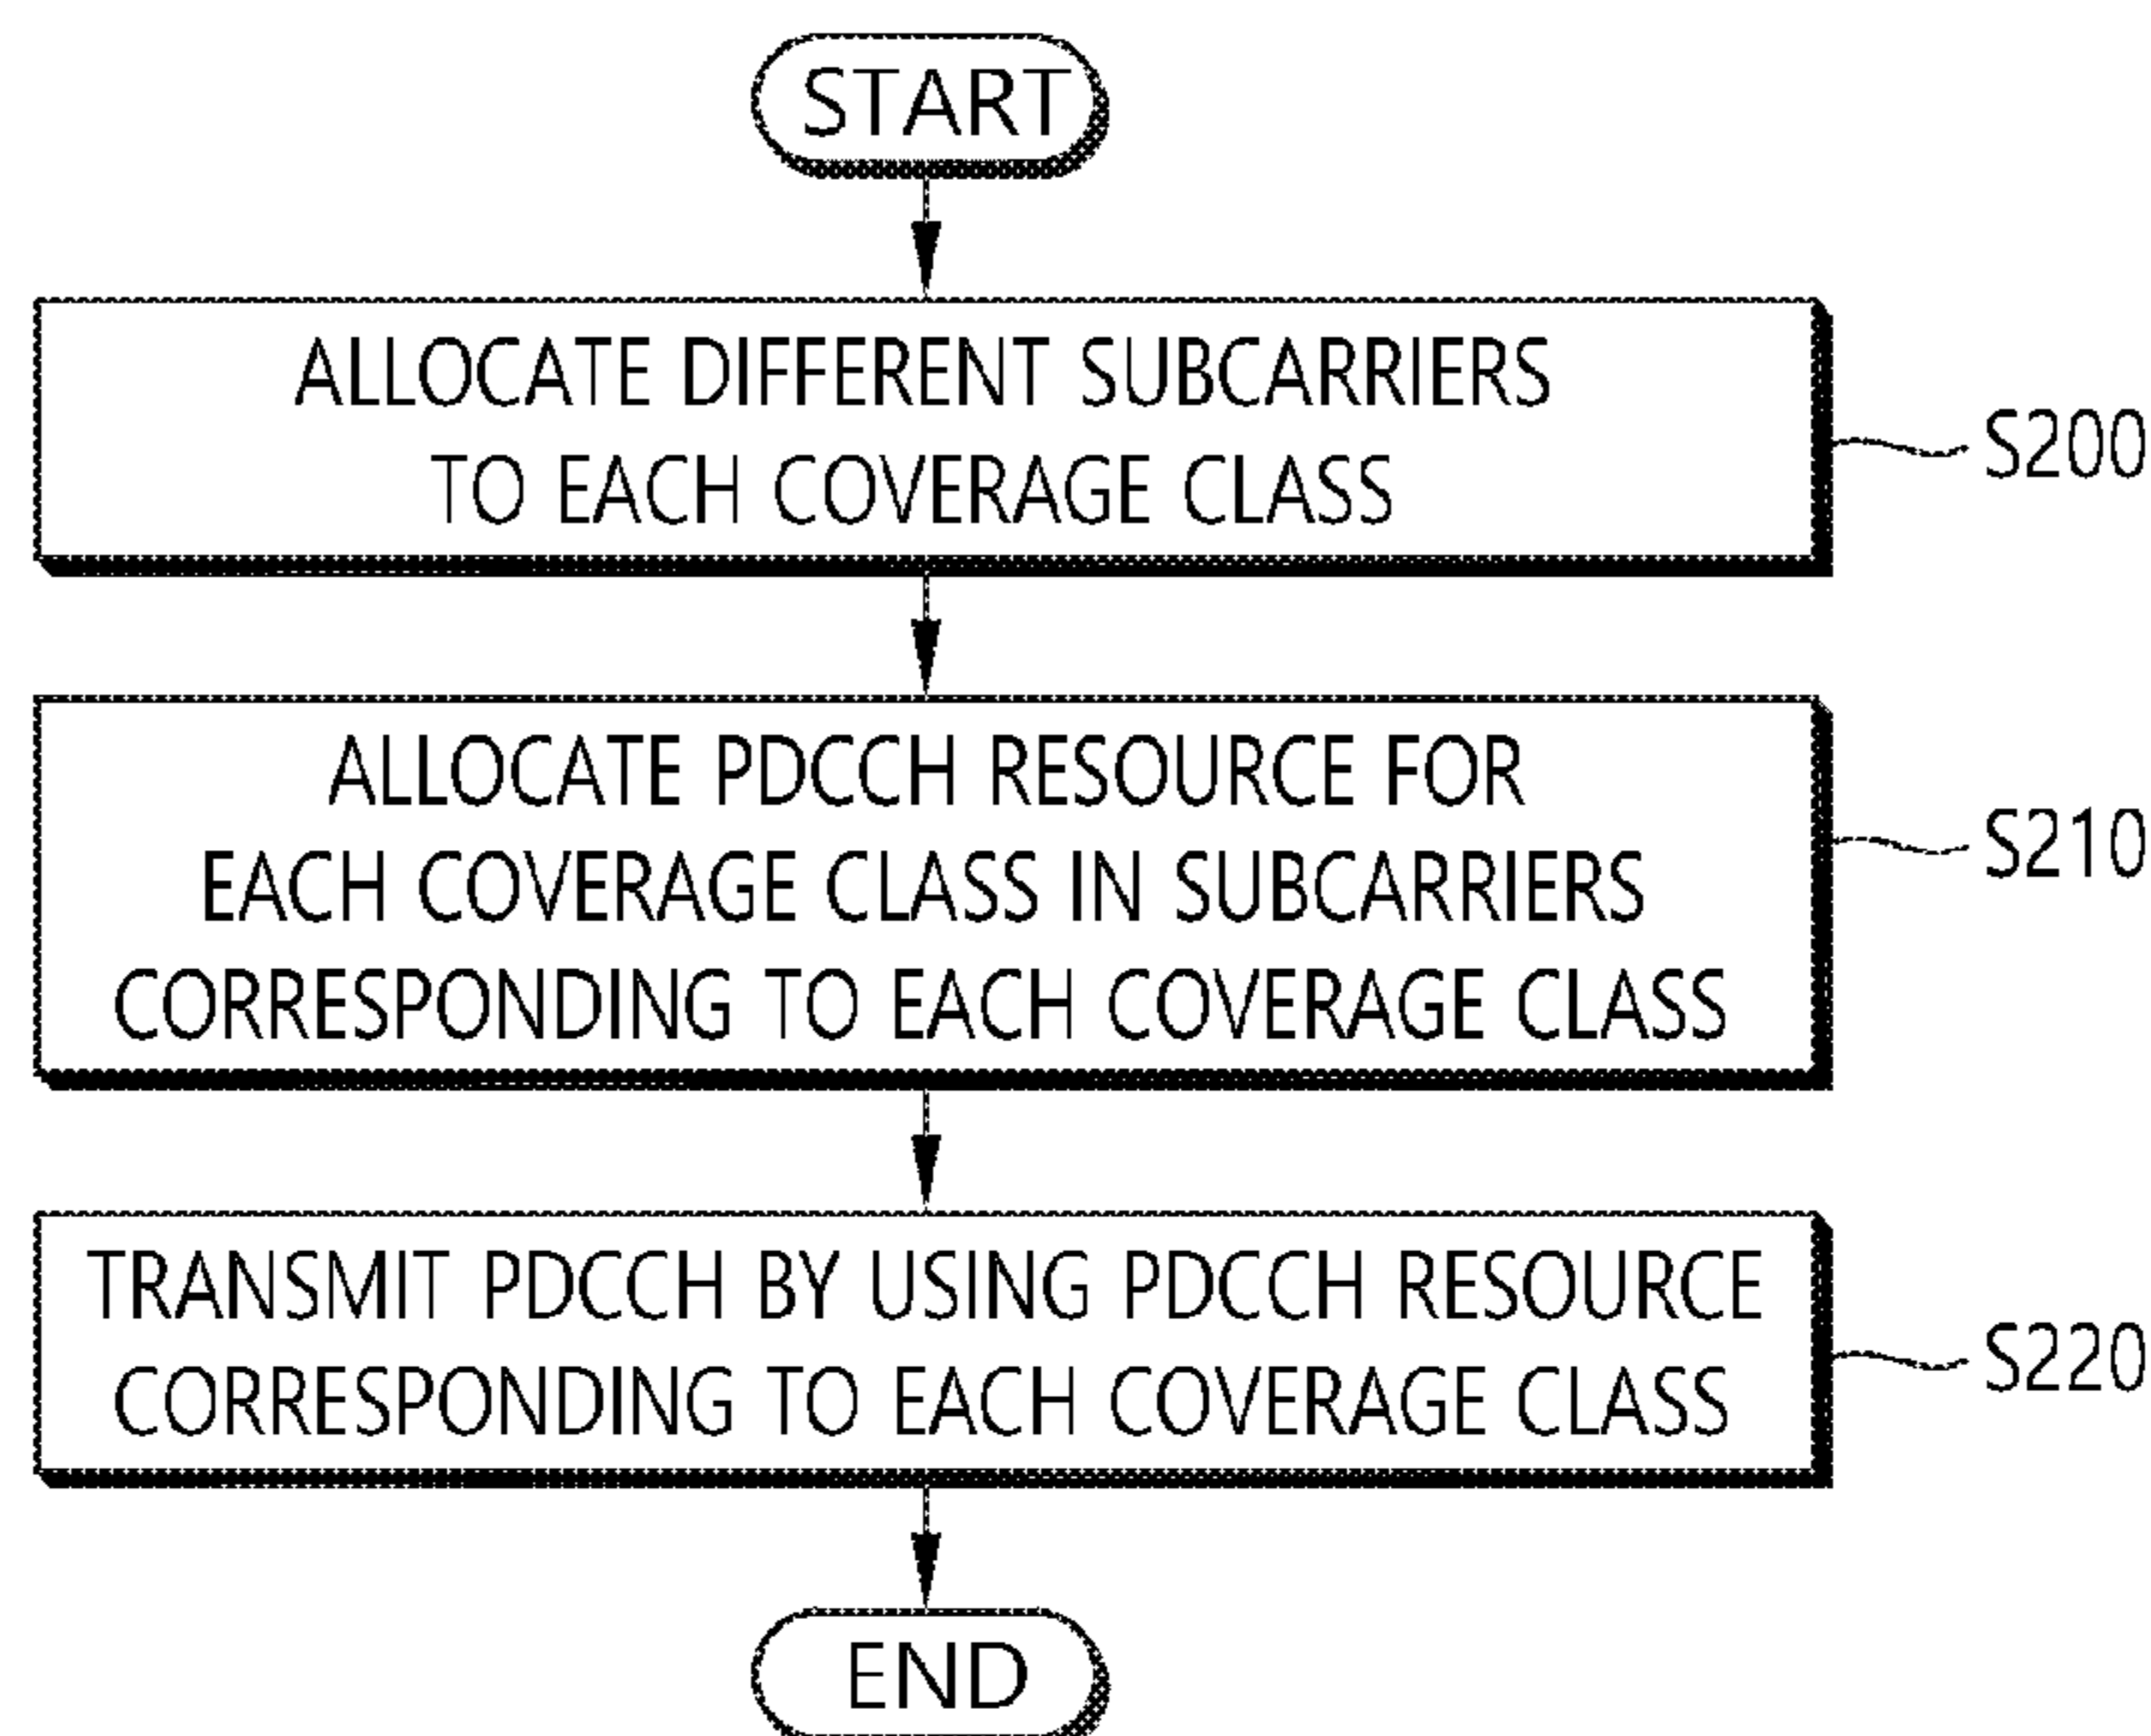 START
ALLOCATE DIFFERENT SUBCARRIERS
TO EACH COVERAGE CLASS
S200
ALLOCATE PDCCH RESOURCE FOR
EACH COVERAGE CLASS IN SUBCARRIERS
CORRESPONDING TO EACH COVERAGE CLASS
S210
TRANSMIT PDCCH BY USING PDCCH RESOURCE
CORRESPONDING TO EACH COVERAGE CLASS
S220
END